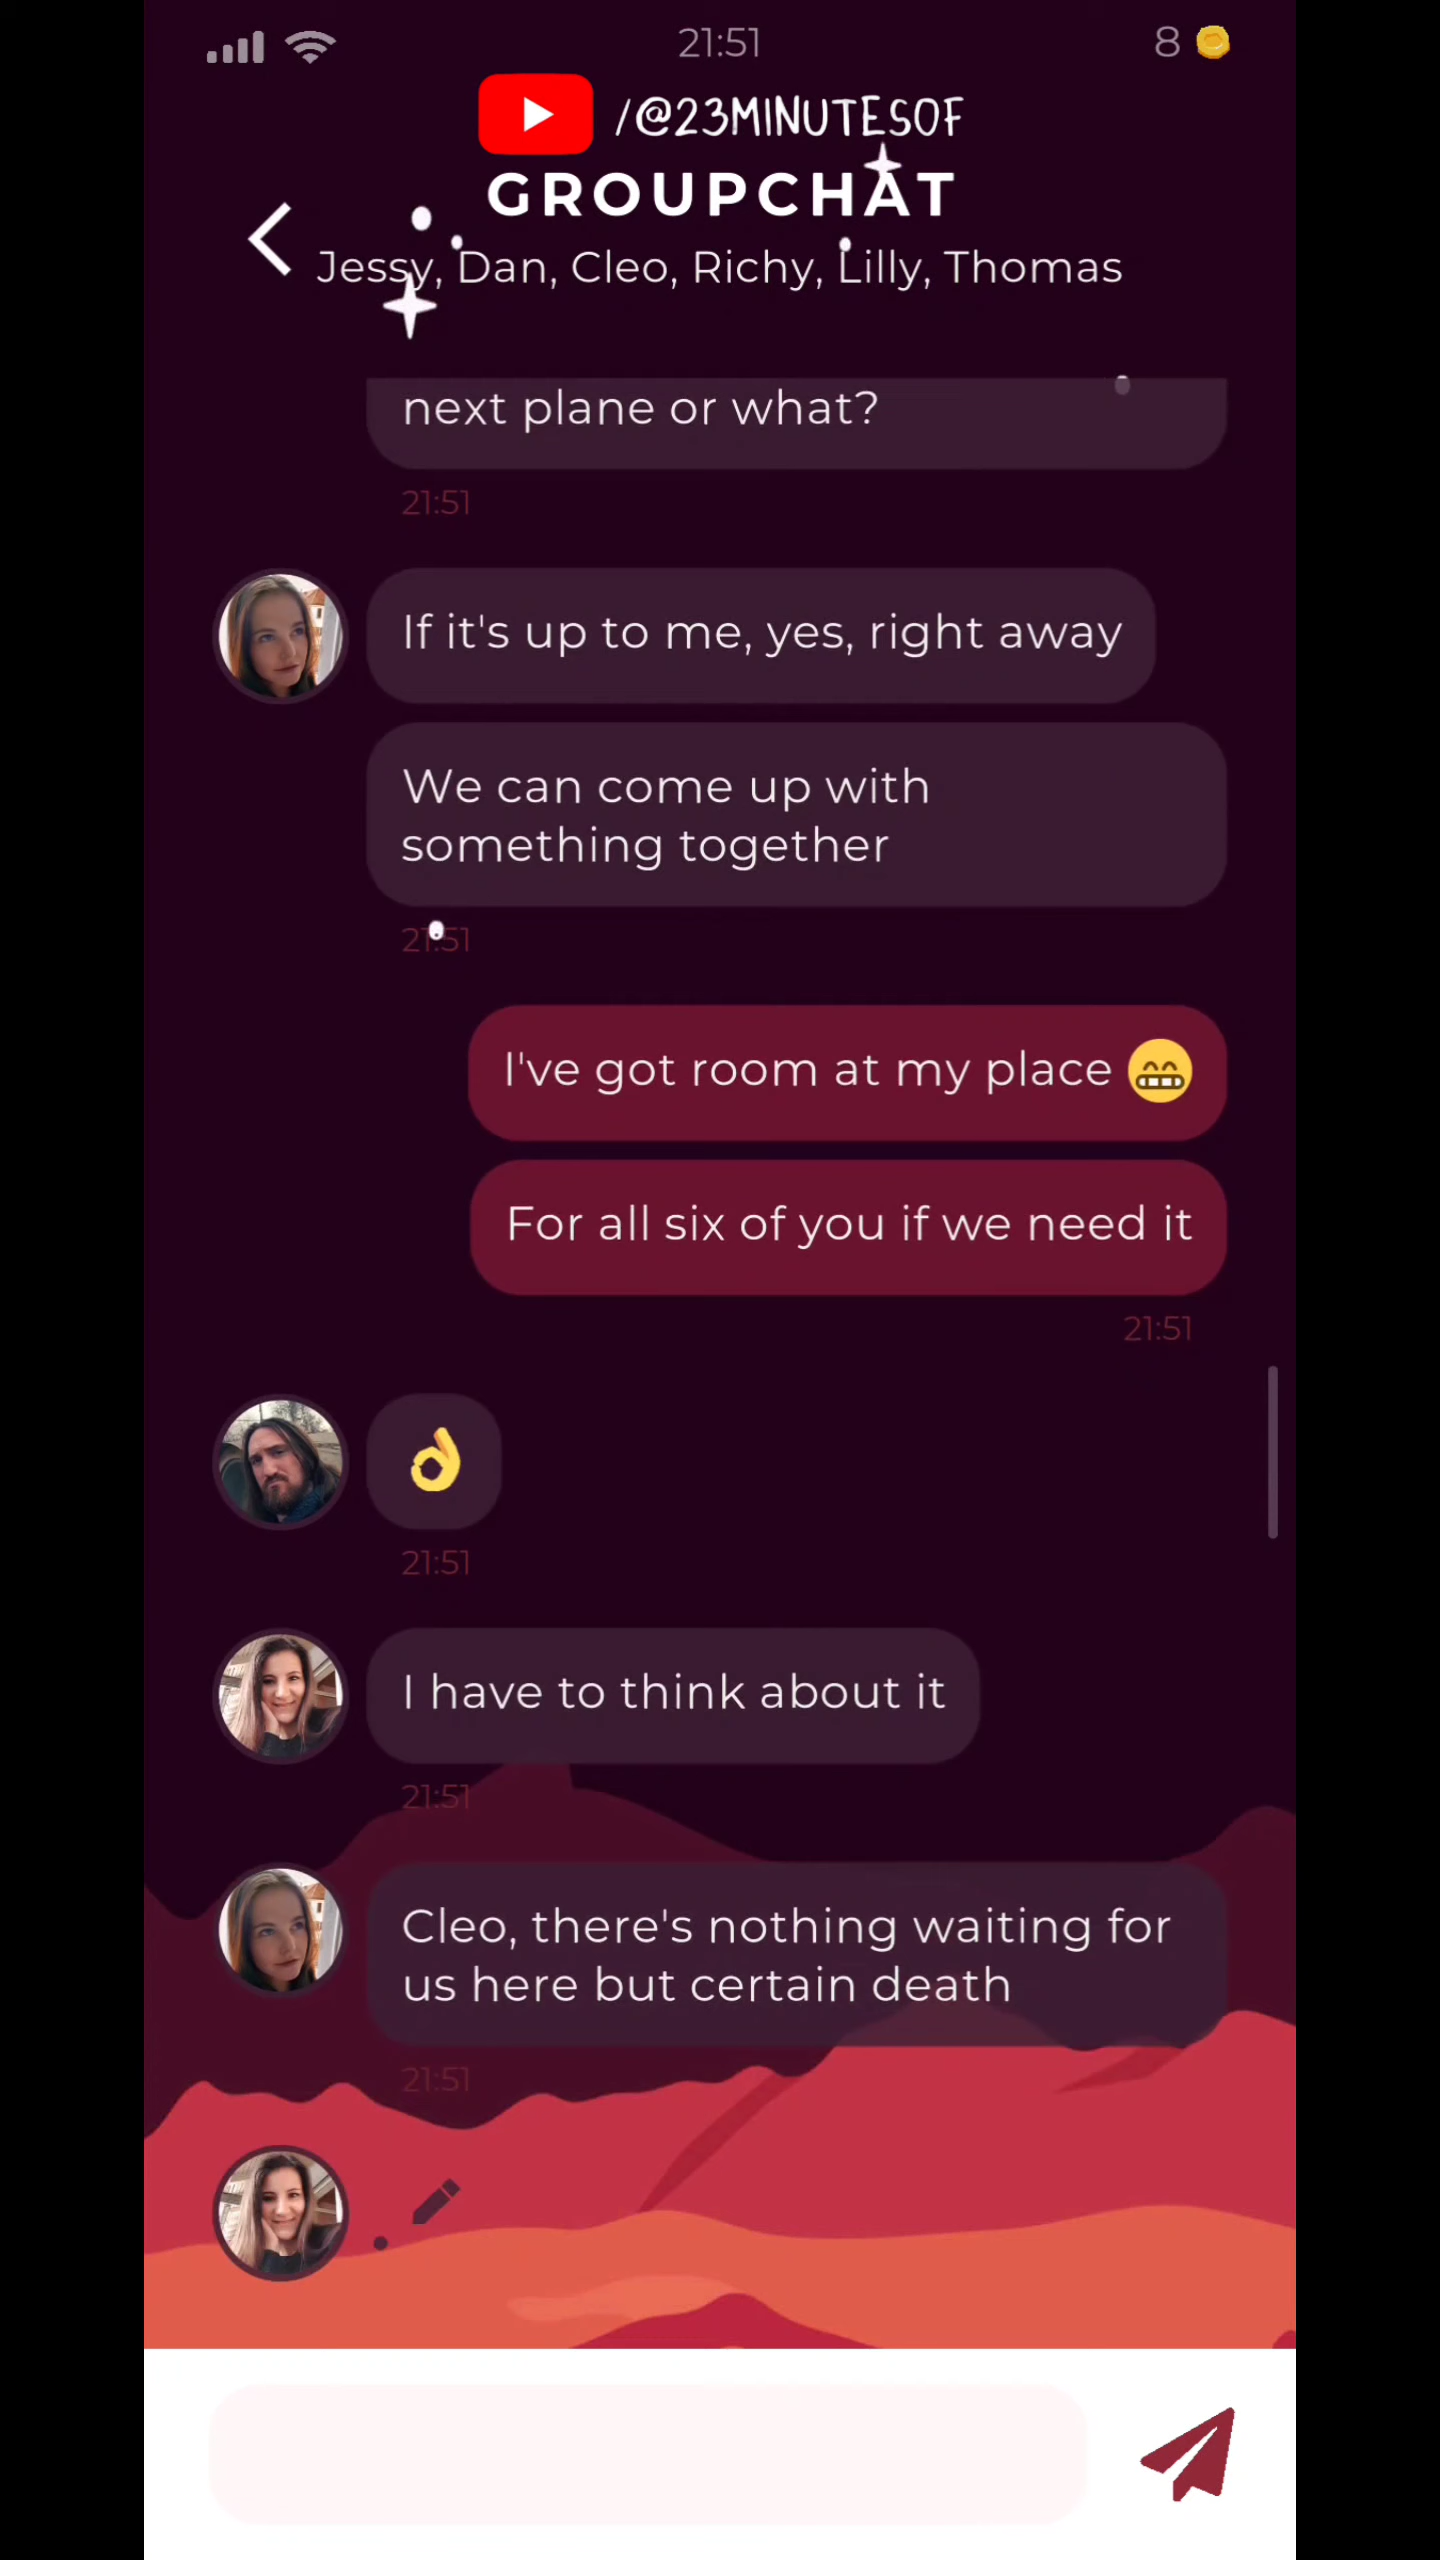 21:51
8
/@23MINUTESOF
GROUPCHAT
Jessy, Dan, Cleo, Richy, Lilly, Thomas
next plane or what?
21:51
If it's up to me, yes, right away
We can come up with
something together
21:51
I've got room at my place 😁
For all six of you if we need it
21:51
👌
21:51
I have to think about it
21:51
Cleo, there's nothing waiting for
us here but certain death
21:51